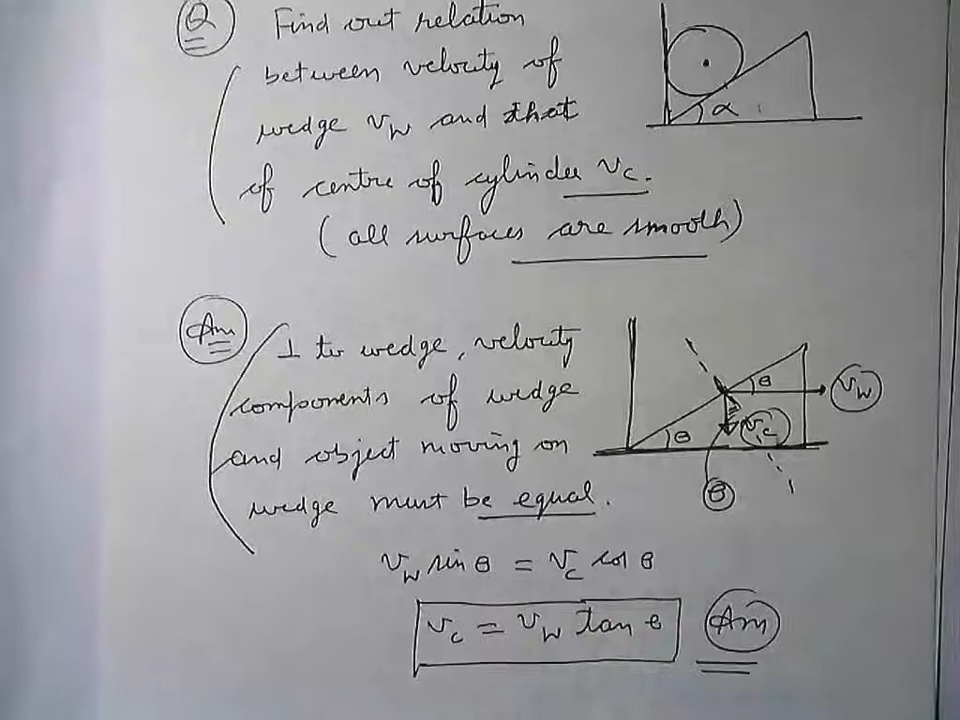 Q Find out relation
between velocity of
wedge v_w and that
of centre of cylinder v_c.
(all surfaces are smooth)
α
Ans ⊥ to wedge, velocity
components of wedge
and object moving on
wedge must be equal.
θ
v_w
θ
v_c
θ
v_w sin θ = v_c cos θ
v_c = v_w tan θ Ans